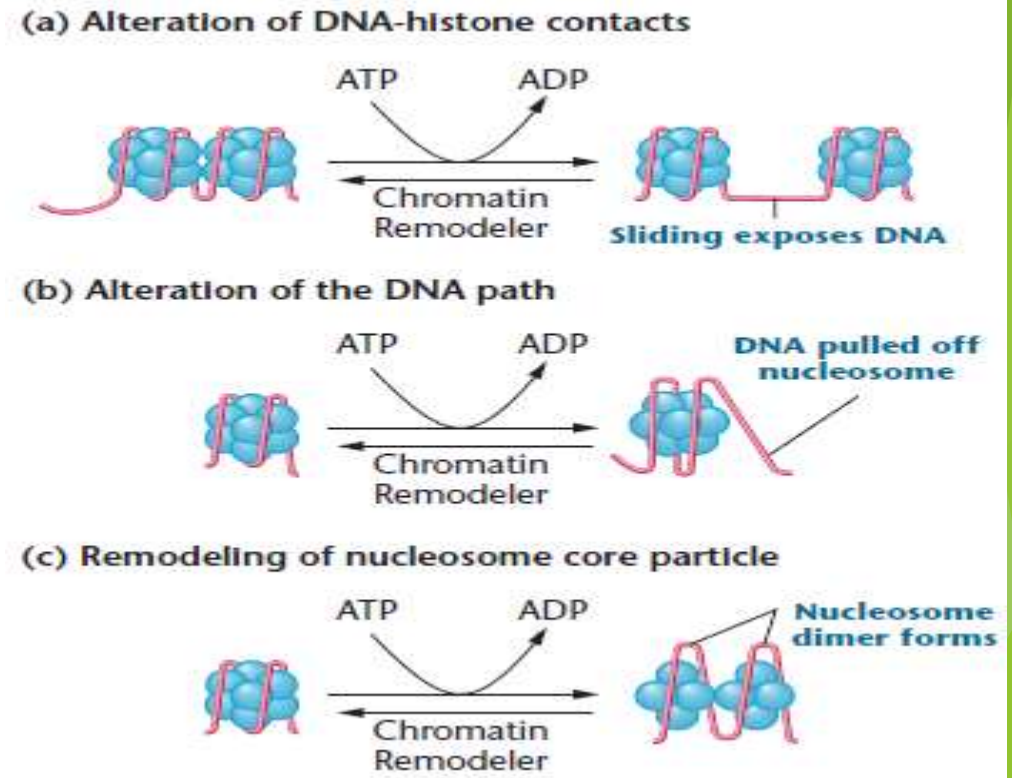 (a) Alteration of DNA-histone contacts
ATP ADP
Chromatin
Remodeler
Sliding exposes DNA
(b) Alteration of the DNA path
ATP ADP
DNA pulled off
nucleosome
Chromatin
Remodeler
(c) Remodeling of nucleosome core particle
ATP ADP
Nucleosome
dimer forms
Chromatin
Remodeler